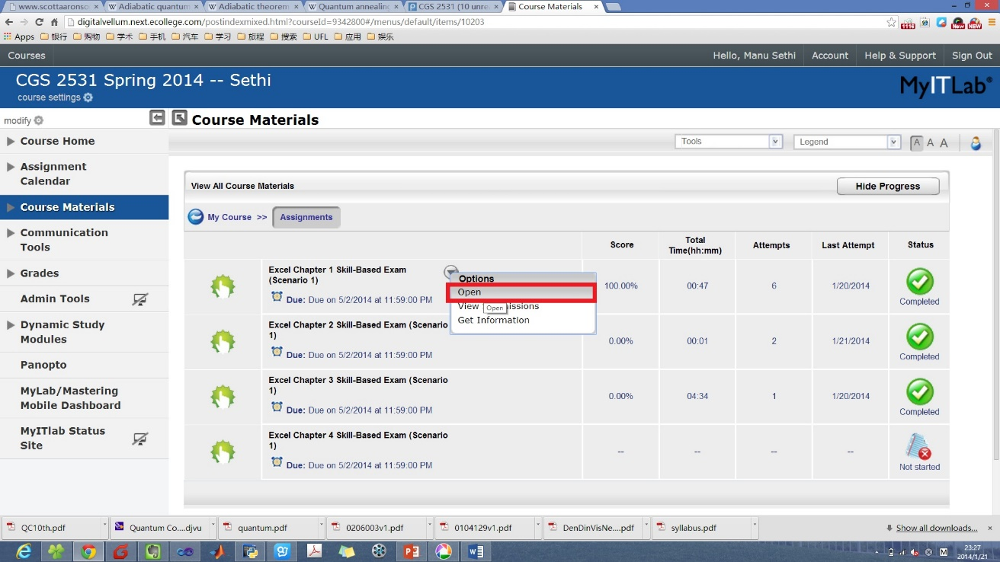 www.scottaaronso
Adiabatic quantum
Adiabatic theorem
Quantum annealing
CGS 2531 (10 unre
Course Materials
digitalvellum.next.ecollege.com/postindexmixed.html?courseId=9342800#/menus/default/items/10203
Apps 银行 购物 学术 手机 汽车 学习 旅程 搜索 UFL 应用 娱乐
1116 New NEW
Courses
Hello, Manu Sethi Account Help & Support Sign Out
CGS 2531 Spring 2014 -- Sethi
course settings
MyITLab®
modify
Course Materials
Course Home
Assignment
Calendar
Course Materials
Communication
Tools
Grades
Admin Tools
Dynamic Study
Modules
Panopto
MyLab/Mastering
Mobile Dashboard
MyITlab Status
Site
Tools Legend A A A
View All Course Materials
Hide Progress
My Course >> Assignments
Score
Total
Time(hh:mm)
Attempts
Last Attempt
Status
Excel Chapter 1 Skill-Based Exam
(Scenario 1)
Due: Due on 5/2/2014 at 11:59:00 PM
Options
Open
View
issions
Open
Get Information
100.00% 00:47 6 1/20/2014
Completed
Excel Chapter 2 Skill-Based Exam (Scenario
1)
Due: Due on 5/2/2014 at 11:59:00 PM
0.00% 00:01 2 1/21/2014
Completed
Excel Chapter 3 Skill-Based Exam (Scenario
1)
Due: Due on 5/2/2014 at 11:59:00 PM
0.00% 04:34 1 1/20/2014
Completed
Excel Chapter 4 Skill-Based Exam (Scenario
1)
Due: Due on 5/2/2014 at 11:59:00 PM
-- -- -- --
Not started
QC10th.pdf
Quantum Co....djvu
quantum.pdf
0206003v1.pdf
0104129v1.pdf
DenDinVisNe....pdf
syllabus.pdf
Show all downloads...
M
23:27
2014/1/21